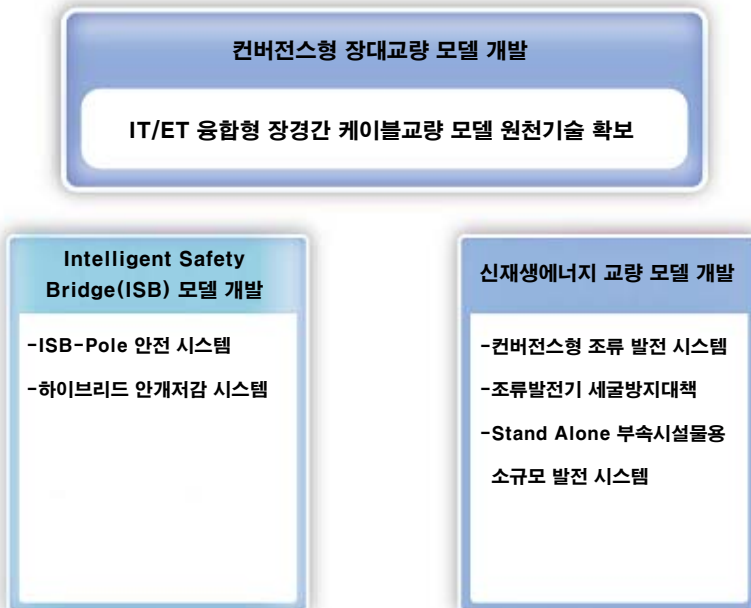 컨버전스형 장대교량 모델 개발
IT/ET 융합형 장경간 케이블교량 모델 원천기술 확보
Intelligent Safety
Bridge(ISB) 모델 개발
-ISB-Pole 안전 시스템
-하이브리드 안개저감 시스템
신재생에너지 교량 모델 개발
-컨버전스형 조류 발전 시스템
-조류발전기 세굴방지대책
-Stand Alone 부속시설물용
소규모 발전 시스템